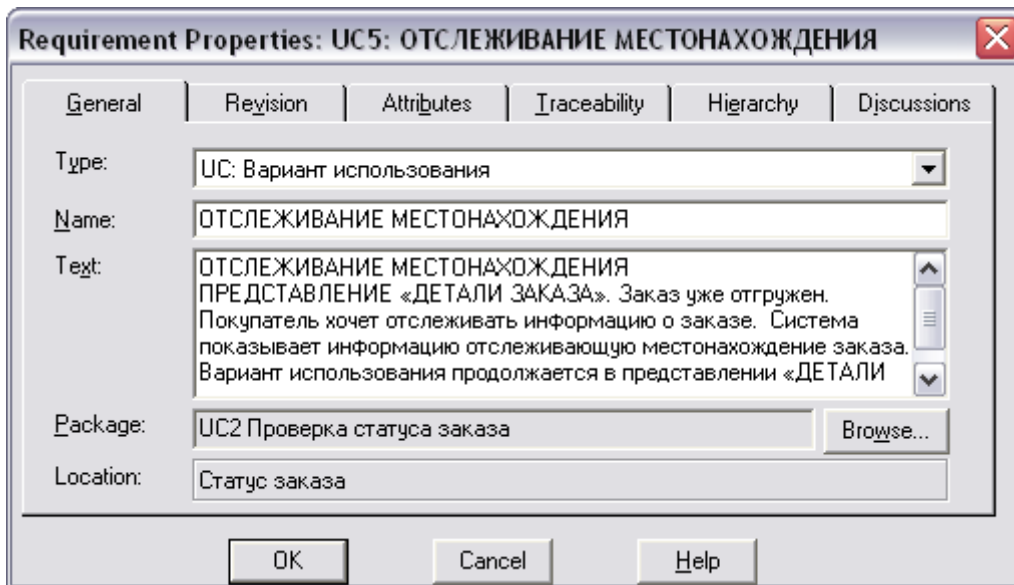 Requirement Properties: UC5: ОТСЛЕЖИВАНИЕ МЕСТОНАХОЖДЕНИЯ
General Revision Attributes Traceability Hierarchy Discussions
Type: UC: Вариант использования
Name: ОТСЛЕЖИВАНИЕ МЕСТОНАХОЖДЕНИЯ
Text: ОТСЛЕЖИВАНИЕ МЕСТОНАХОЖДЕНИЯ
ПРЕДСТАВЛЕНИЕ «ДЕТАЛИ ЗАКАЗА». Заказ уже отгружен.
Покупатель хочет отслеживать информацию о заказе. Система
показывает информацию отслеживающую местонахождение заказа.
Вариант использования продолжается в представлении «ДЕТАЛИ
Package: UC2 Проверка статуса заказа Browse...
Location: Статус заказа
OK Cancel Help